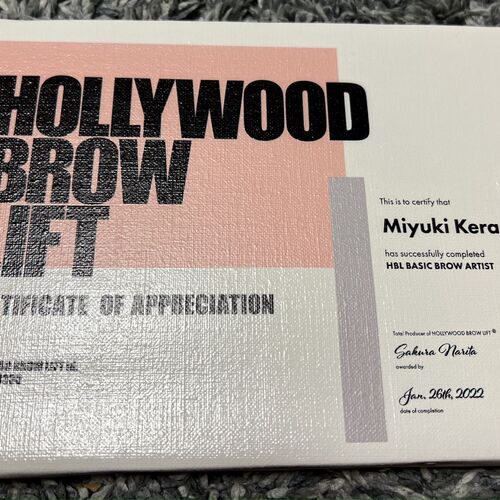 HOLLYWOOD
BROW
LIFT
TIFICATE OF APPRECIATION
This is to certify that
Miyuki Kera
has successfully completed
HBL BASIC BROW ARTIST
Total Producer of HOLLYWOOD BROW LIFT ®
Sakura Narita
awarded by
Jan. 26th, 2022
date of completion